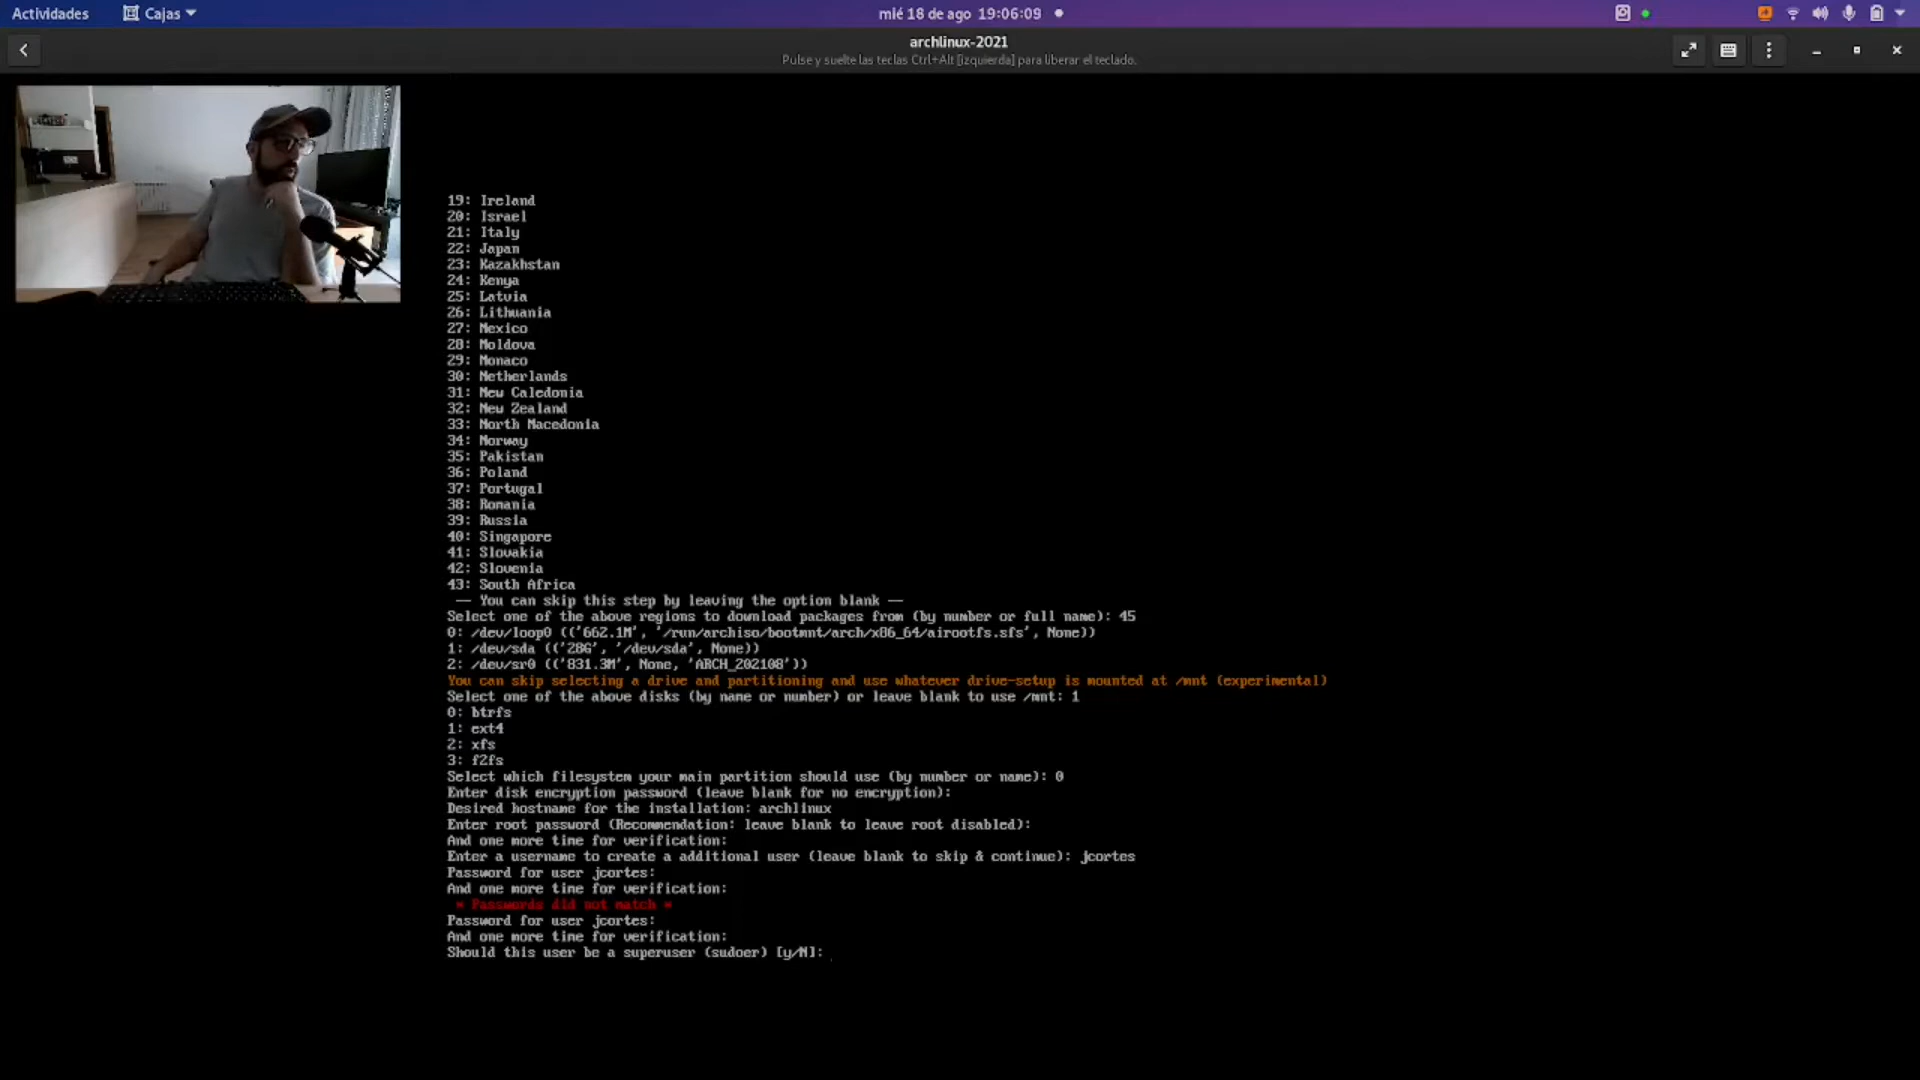 Actividades Cajas mié 18 de ago 19:06:09
archlinux-2021
Pulse y suelte las teclas Ctrl+Alt [izquierda] para liberar el teclado.
19: Ireland
20: Israel
21: Italy
22: Japan
23: Kazakhstan
24: Kenya
25: Latvia
26: Lithuania
27: Mexico
28: Moldova
29: Monaco
30: Netherlands
31: New Caledonia
32: New Zealand
33: North Macedonia
34: Norway
35: Pakistan
36: Poland
37: Portugal
38: Romania
39: Russia
40: Singapore
41: Slovakia
42: Slovenia
43: South Africa
-- You can skip this step by leaving the option blank --
Select one of the above regions to download packages from (by number or full name): 45
0: /dev/loop0 (('662.1M', '/run/archiso/bootmnt/arch/x86_64/airootfs.sfs', None))
1: /dev/sda (('28G', '/dev/sda', None))
2: /dev/sr0 (('831.3M', None, 'ARCH_202108'))
You can skip selecting a drive and partitioning and use whatever drive-setup is mounted at /mnt (experimental)
Select one of the above disks (by name or number) or leave blank to use /mnt: 1
0: btrfs
1: ext4
2: xfs
3: f2fs
Select which filesystem your main partition should use (by number or name): 0
Enter disk encryption password (leave blank for no encryption):
Desired hostname for the installation: archlinux
Enter root password (Recommendation: leave blank to leave root disabled):
And one more time for verification:
Enter a username to create a additional user (leave blank to skip & continue): jcortes
Password for user jcortes:
And one more time for verification:
* Passwords did not match *
Password for user jcortes:
And one more time for verification:
Should this user be a superuser (sudoer) [y/N]: